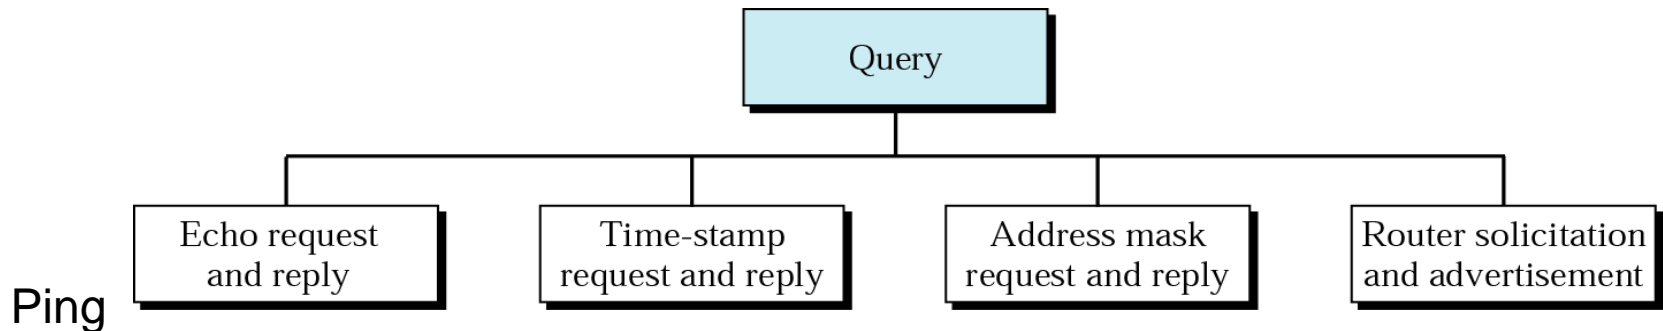 Query
Echo request
and reply
Time-stamp
request and reply
Address mask
request and reply
Router solicitation
and advertisement
Ping